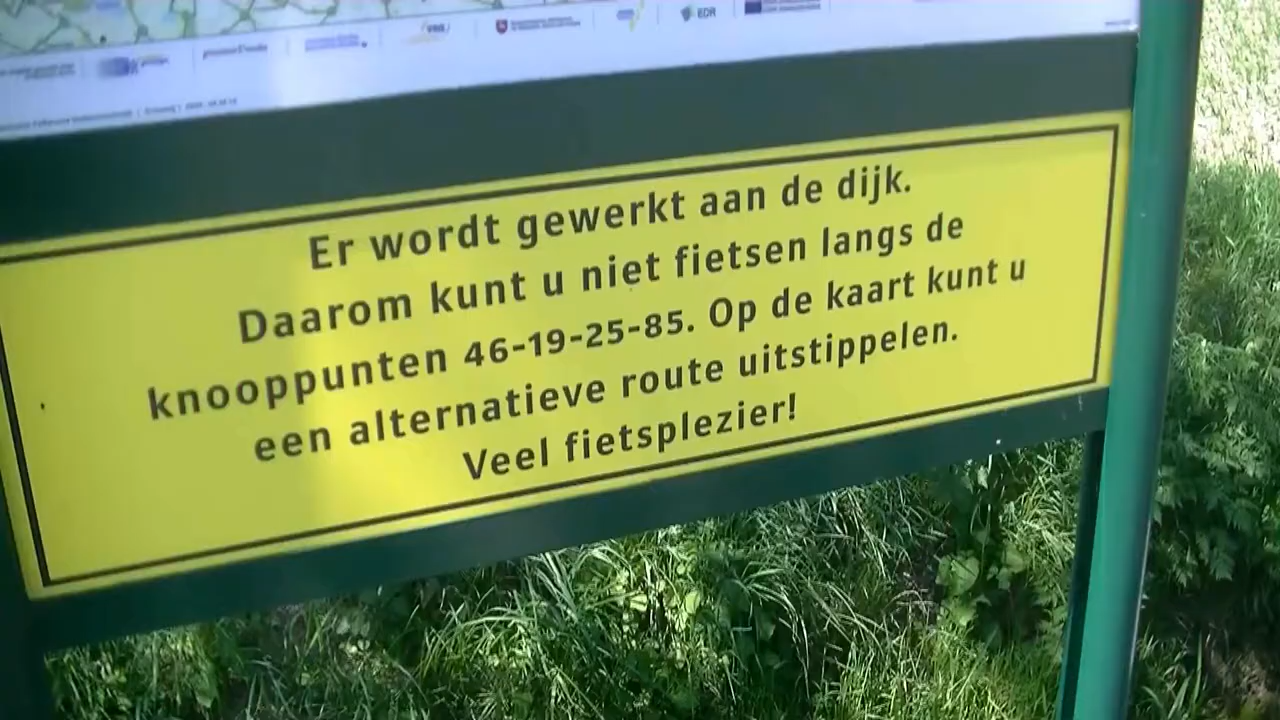 EDR
Er wordt gewerkt aan de dijk.
Daarom kunt u niet fietsen langs de
knooppunten 46-19-25-85. Op de kaart kunt u
een alternatieve route uitstippelen.
Veel fietsplezier!